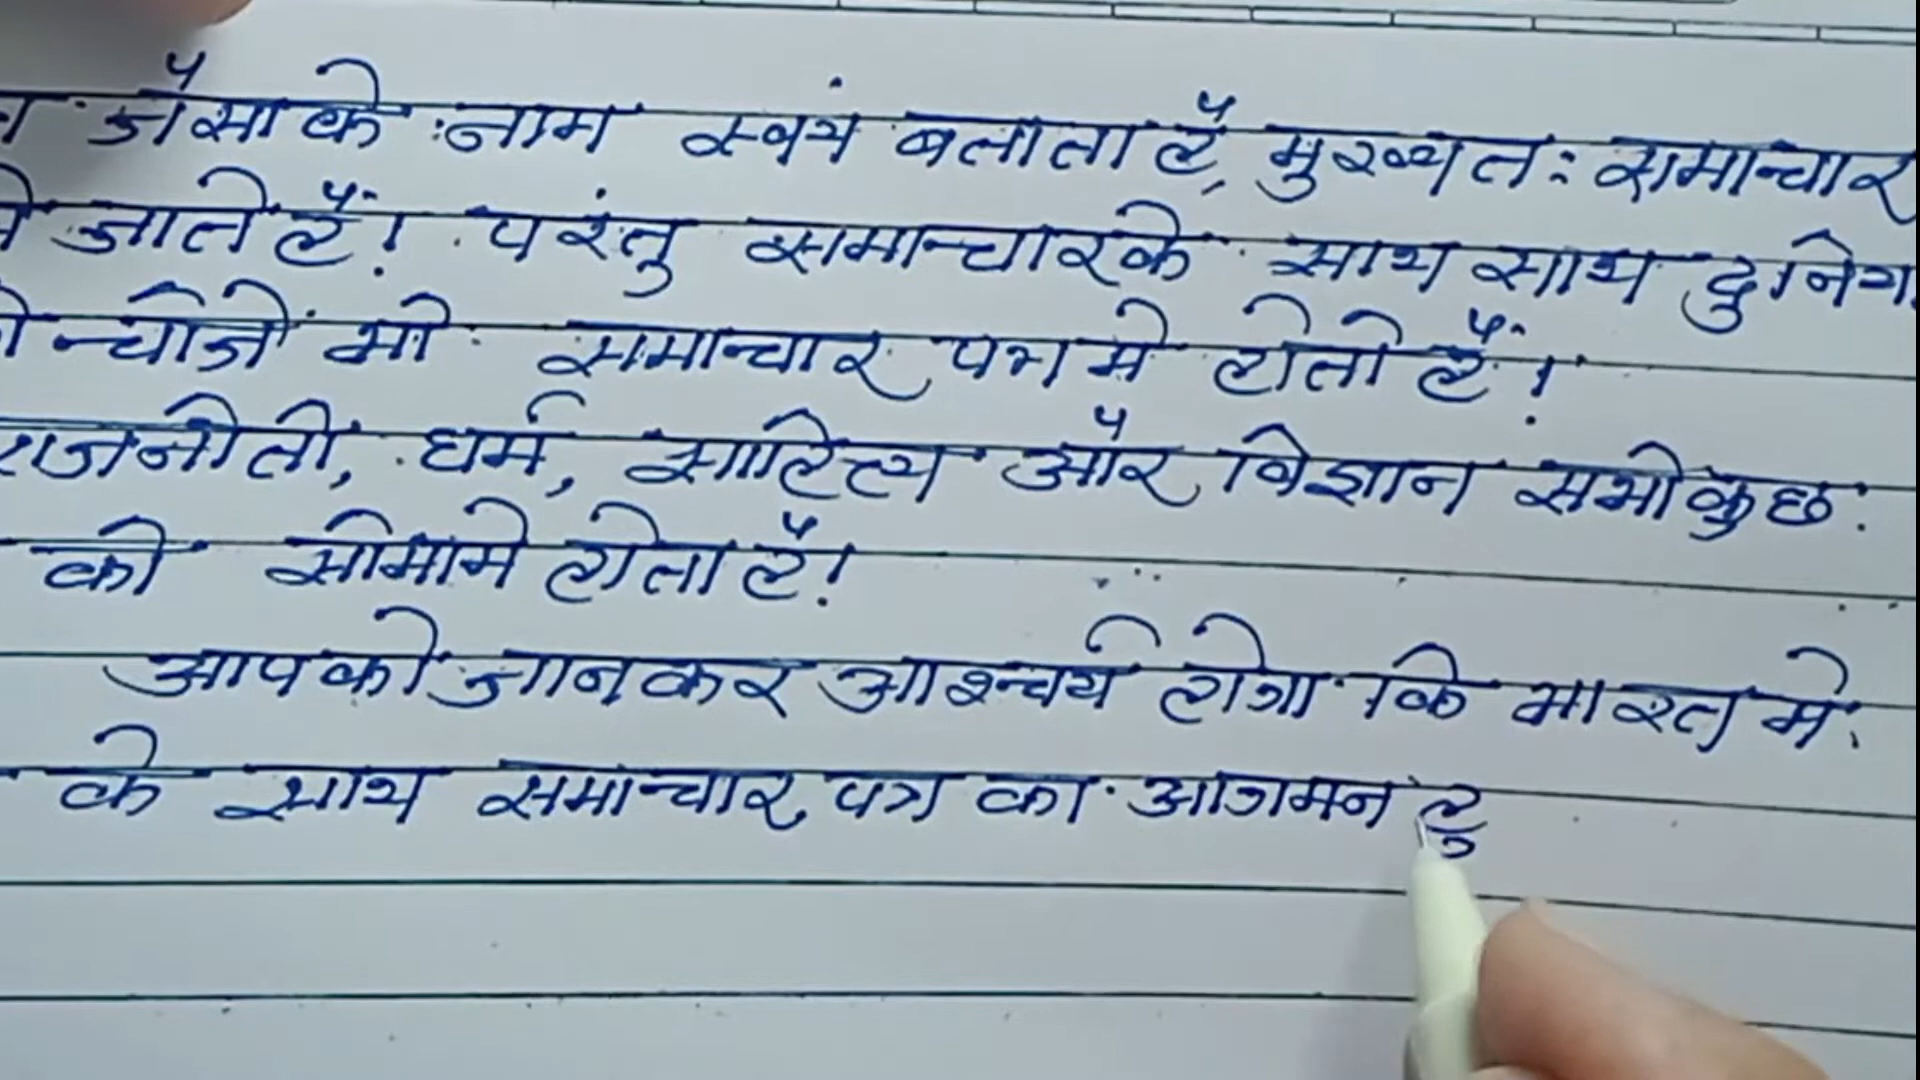 जैसा के नाम स्वयं बताता है, मुख्यतः समाचार
जाते हैं। परंतु समाचार के साथ साथ दुनिया
चीजें भी समाचार पत्र मे होती हैं।
राजनीती, धर्म, साहित्य और विज्ञान सभी कुछ
की सीमामे होता है।
आपको जानकर आश्चर्य होगा कि भारत मे
के साथ समाचार पत्र का आगमन हु